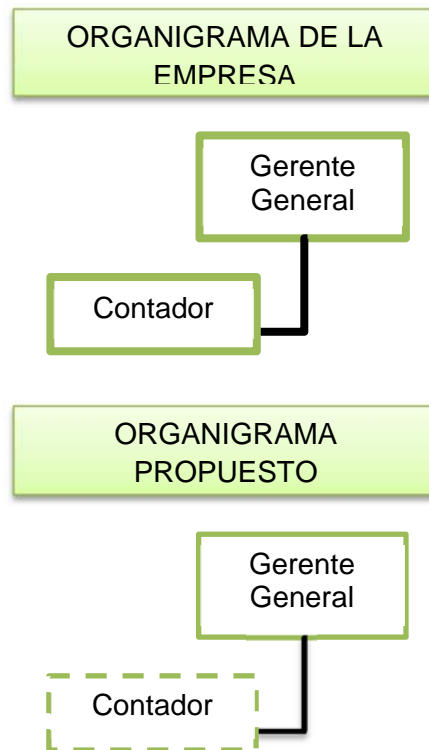 ORGANIGRAMA DE LA
EMPRESA
Gerente
General
Contador
ORGANIGRAMA
PROPUESTO
Gerente
General
Contador